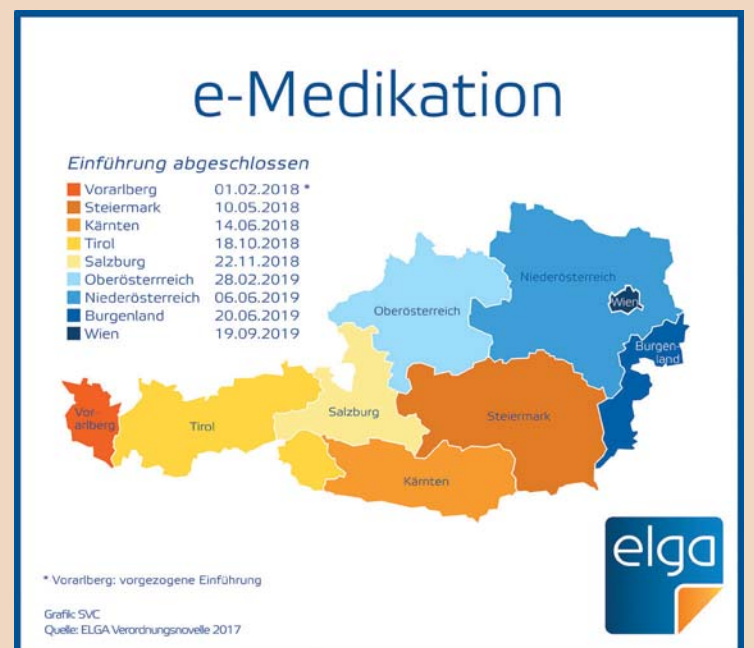 e-Medikation
Einführung abgeschlossen
Vorarlberg 01.02.2018 *
Steiermark 10.05.2018
Kärnten 14.06.2018
Tirol 18.10.2018
Salzburg 22.11.2018
Oberösterrreich 28.02.2019
Niederösterreich 06.06.2019
Burgenland 20.06.2019
Wien 19.09.2019
Niederösterreich
Wien
Oberösterreich
Burgen-
land
Vor-
arlberg
Tirol
Salzburg
Steiermark
Kärnten
elga
* Vorarlberg: vorgezogene Einführung
Grafik: SVC
Quelle: ELGA Verordnungsnovelle 2017